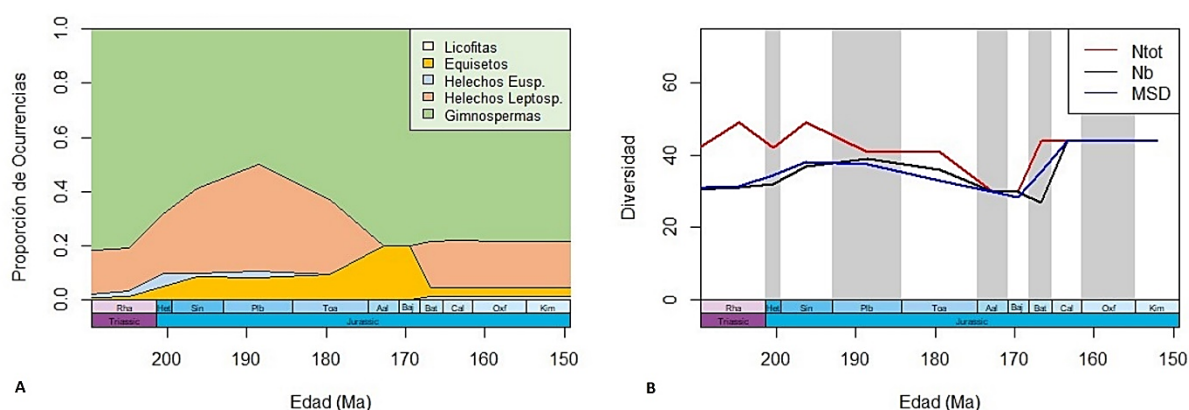 Proporción de Ocurrencias
1.0
0.8
0.6
0.4
0.2
0.0
Licofitas
Equisetos
Helechos Eusp.
Helechos Leptosp.
Gimnospermas
Rha Het Sin Plb Toa Aal Baj Bat Cal Oxf Kim
Triassic Jurassic
200 190 180 170 160 150
Edad (Ma)
A
Diversidad
60
40
20
0
Ntot
Nb
MSD
Rha Het Sin Plb Toa Aal Baj Bat Cal Oxf Kim
Triassic Jurassic
200 190 180 170 160 150
Edad (Ma)
B